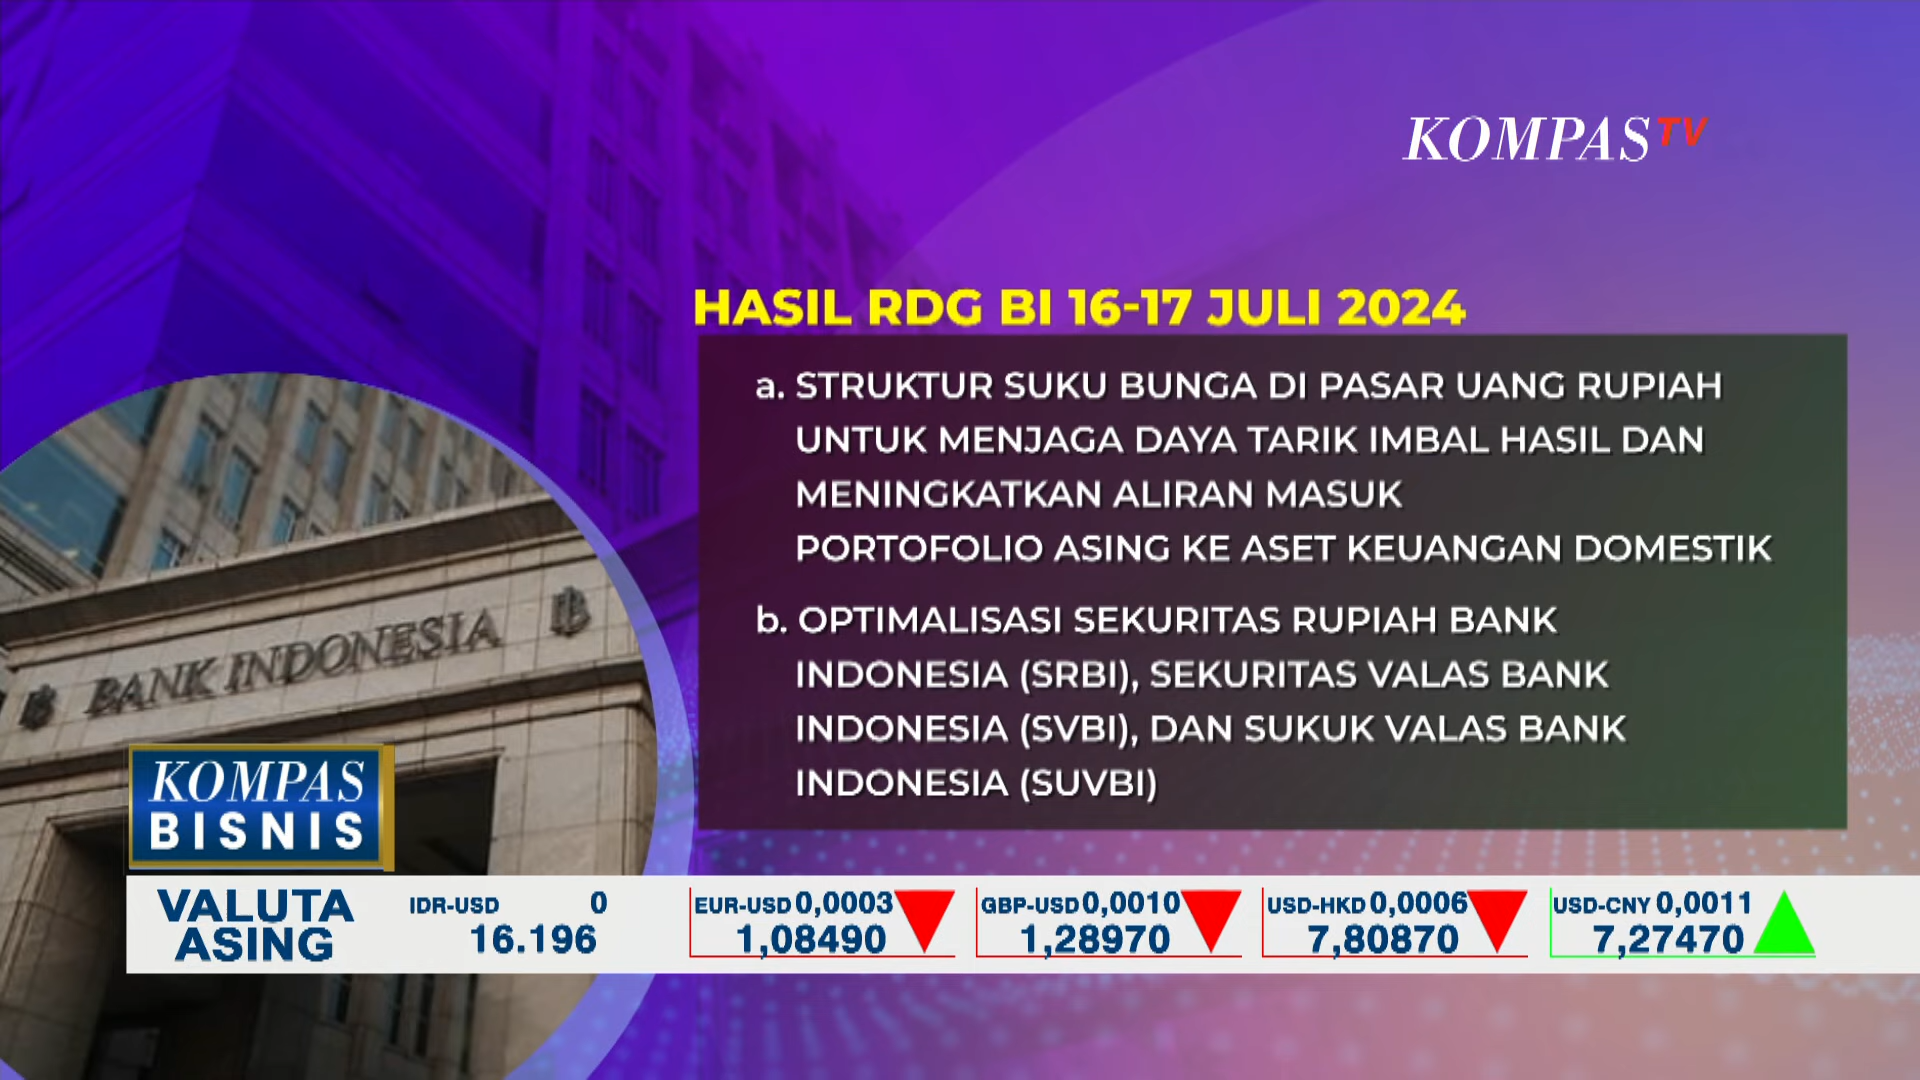 KOMPASTV
HASIL RDG BI 16-17 JULI 2024
a. STRUKTUR SUKU BUNGA DI PASAR UANG RUPIAH
UNTUK MENJAGA DAYA TARIK IMBAL HASIL DAN
MENINGKATKAN ALIRAN MASUK
PORTOFOLIO ASING KE ASET KEUANGAN DOMESTIK
b. OPTIMALISASI SEKURITAS RUPIAH BANK
INDONESIA (SRBI), SEKURITAS VALAS BANK
INDONESIA (SVBI), DAN SUKUK VALAS BANK
INDONESIA (SUVBI)
BANK INDONESIA
KOMPAS
BISNIS
VALUTA
ASING
IDR-USD 0
16.196
EUR-USD 0,0003
1,08490
GBP-USD 0,0010
1,28970
USD-HKD 0,0006
7,80870
USD-CNY 0,0011
7,27470